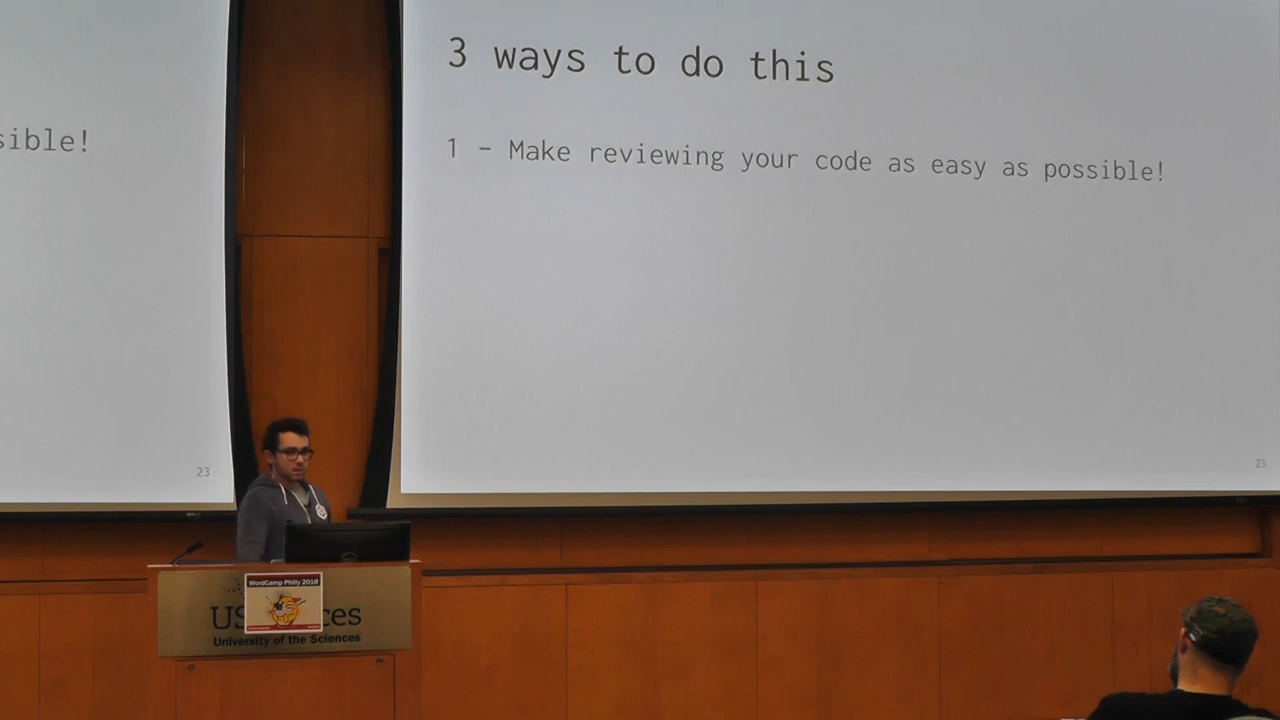 sible!
23
3 ways to do this
1 - Make reviewing your code as easy as possible!
23
WordCamp Philly 2018
US ces
University of the Sciences